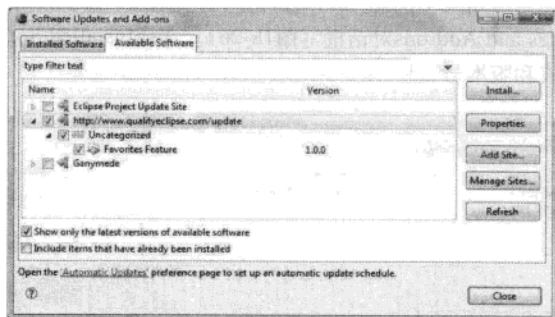 Software Updates and Add-ons
Installed Software Available Software
type filter text
Name Version
Eclipse Project Update Site
http://www.qualityeclipse.com/update
Uncategorized
Favorites Feature 1.0.0
Ganymede
Install...
Properties
Add Site...
Manage Sites...
Refresh
Show only the latest versions of available software
Include items that have already been installed
Open the 'Automatic Updates' preference page to set up an automatic update schedule.
Close